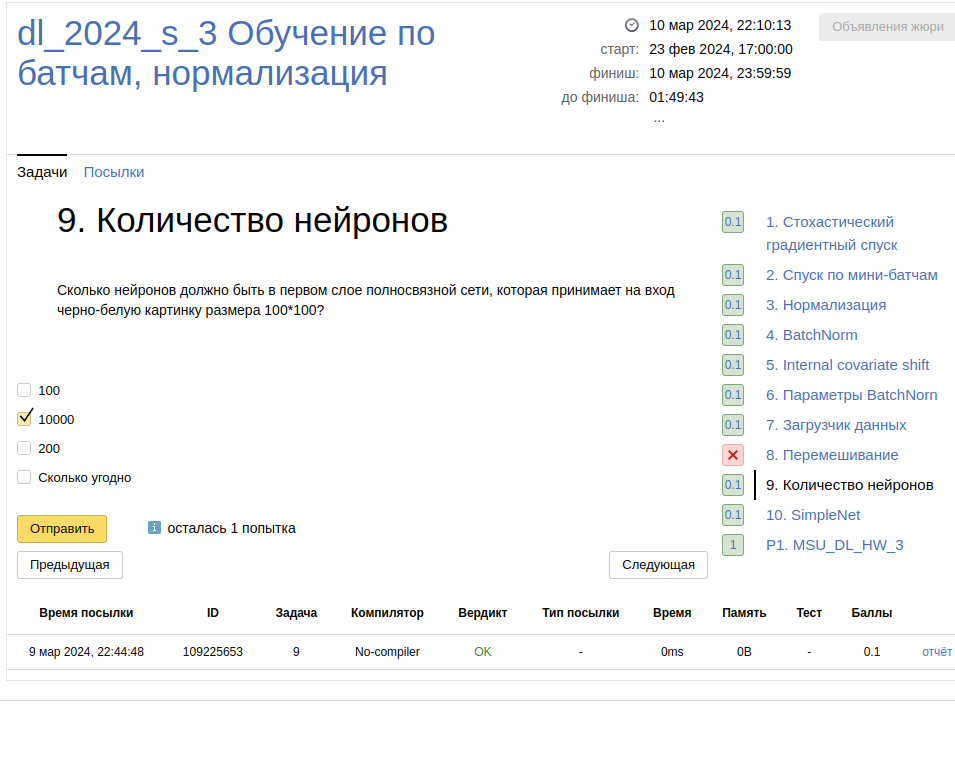 dl_2024_s_3 Обучение по
батчам, нормализация
10 мар 2024, 22:10:13
старт: 23 фев 2024, 17:00:00
финиш: 10 мар 2024, 23:59:59
до финиша: 01:49:43
...
Объявления жюри
Задачи Посылки
9. Количество нейронов
Сколько нейронов должно быть в первом слое полносвязной сети, которая принимает на вход
черно-белую картинку размера 100*100?
100
10000
200
Сколько угодно
Отправить осталась 1 попытка
Предыдущая Следующая
0.1 1. Стохастический
градиентный спуск
0.1 2. Спуск по мини-батчам
0.1 3. Нормализация
0.1 4. BatchNorm
0.1 5. Internal covariate shift
0.1 6. Параметры BatchNorn
0.1 7. Загрузчик данных
8. Перемешивание
0.1 9. Количество нейронов
0.1 10. SimpleNet
1 P1. MSU_DL_HW_3
Время посылки ID Задача Компилятор Вердикт Тип посылки Время Память Тест Баллы
9 мар 2024, 22:44:48 109225653 9 No-compiler OK - 0ms 0B - 0.1 отчёт